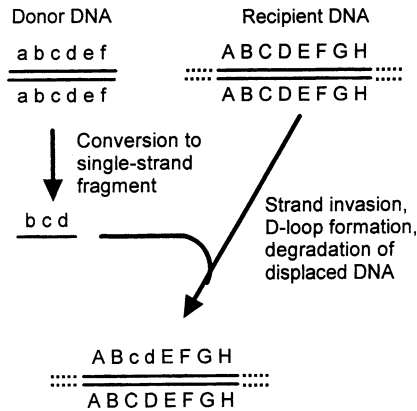 Donor DNA
a b c d e f
a b c d e f
Conversion to
single-strand
fragment
b c d
Recipient DNA
A B C D E F G H
A B C D E F G H
Strand invasion,
D-loop formation,
degradation of
displaced DNA
A B c d E F G H
A B C D E F G H